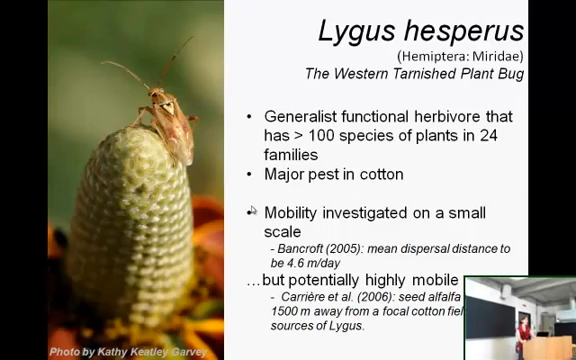 Lygus hesperus
(Hemiptera: Miridae)
The Western Tarnished Plant Bug
• Generalist functional herbivore that
has > 100 species of plants in 24
families
• Major pest in cotton
• Mobility investigated on a small
scale
- Bancroft (2005): mean dispersal distance to
be 4.6 m/day
…but potentially highly mobile
- Carrière et al. (2006): seed alfalfa
1500 m away from a focal cotton fiel
sources of Lygus.
Photo by Kathy Keatley Garvey